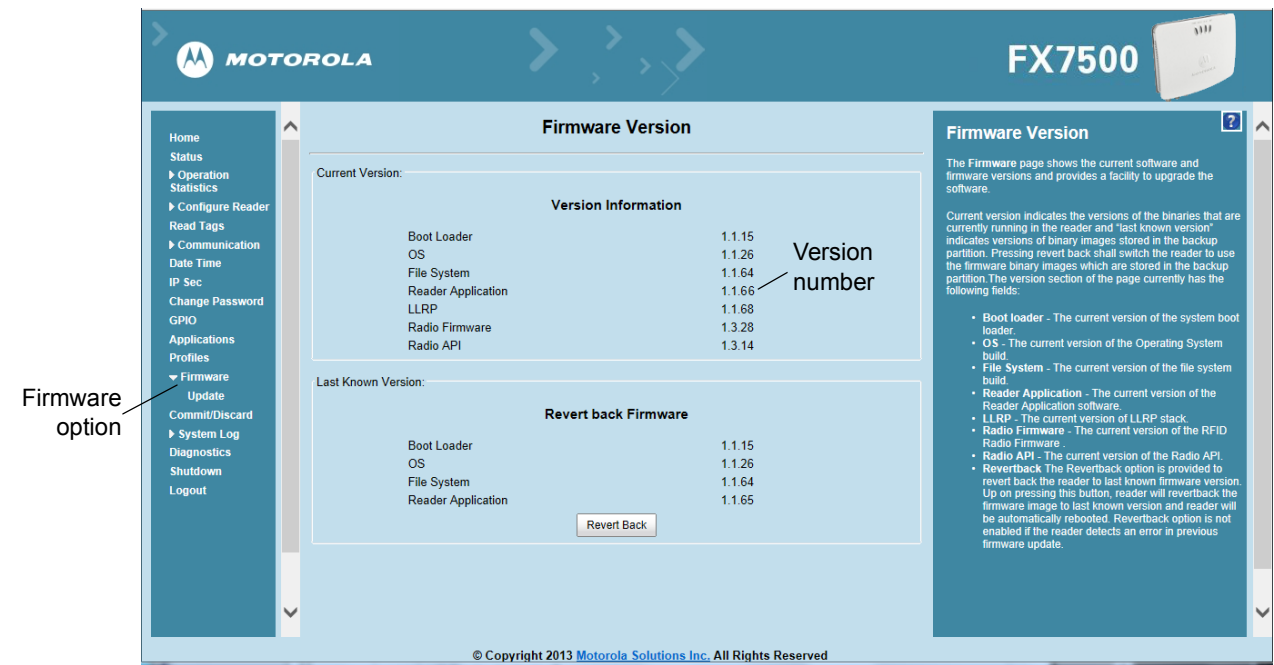 MOTOROLA
FX7500
Home
Status
Operation
Statistics
Configure Reader
Read Tags
Communication
Date Time
IP Sec
Change Password
GPIO
Applications
Profiles
Firmware
Update
Commit/Discard
System Log
Diagnostics
Shutdown
Logout
Firmware
option
Firmware Version
Current Version:
Version Information
Boot Loader 1.1.15
OS 1.1.26
File System 1.1.64
Reader Application 1.1.66
LLRP 1.1.68
Radio Firmware 1.3.28
Radio API 1.3.14
Version
number
Last Known Version:
Revert back Firmware
Boot Loader 1.1.15
OS 1.1.26
File System 1.1.64
Reader Application 1.1.65
Revert Back
?
Firmware Version
The Firmware page shows the current software and
firmware versions and provides a facility to upgrade the
software.
Current version indicates the versions of the binaries that are
currently running in the reader and "last known version"
indicates versions of binary images stored in the backup
partition. Pressing revert back shall switch the reader to use
the firmware binary images which are stored in the backup
partition.The version section of the page currently has the
following fields:
• Boot loader - The current version of the system boot
loader.
• OS - The current version of the Operating System
build.
• File System - The current version of the file system
build.
• Reader Application - The current version of the
Reader Application software.
• LLRP - The current version of LLRP stack.
• Radio Firmware - The current version of the RFID
Radio Firmware .
• Radio API - The current version of the Radio API.
• Revertback The Revertback option is provided to
revert back the reader to last known firmware version.
Up on pressing this button, reader will revertback the
firmware image to last known version and reader will
be automatically rebooted. Revertback option is not
enabled if the reader detects an error in previous
firmware update.
© Copyright 2013 Motorola Solutions Inc. All Rights Reserved